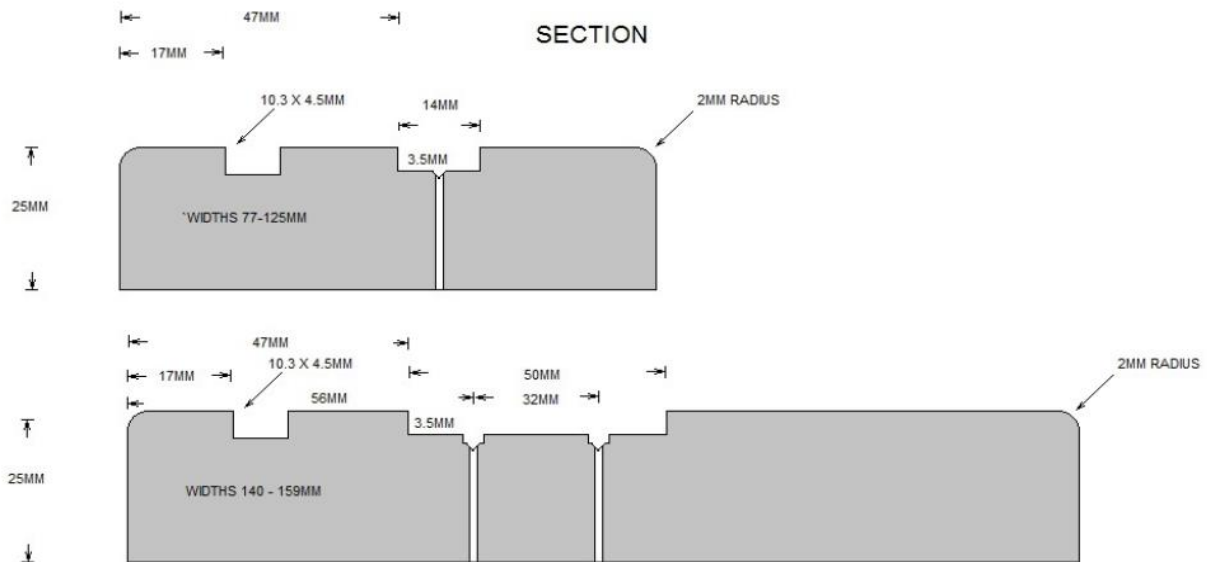 47MM
SECTION
17MM
10.3 X 4.5MM
14MM
2MM RADIUS
3.5MM
25MM
`WIDTHS 77-125MM
47MM
10.3 X 4.5MM
2MM RADIUS
17MM
50MM
56MM
32MM
3.5MM
25MM
WIDTHS 140 - 159MM